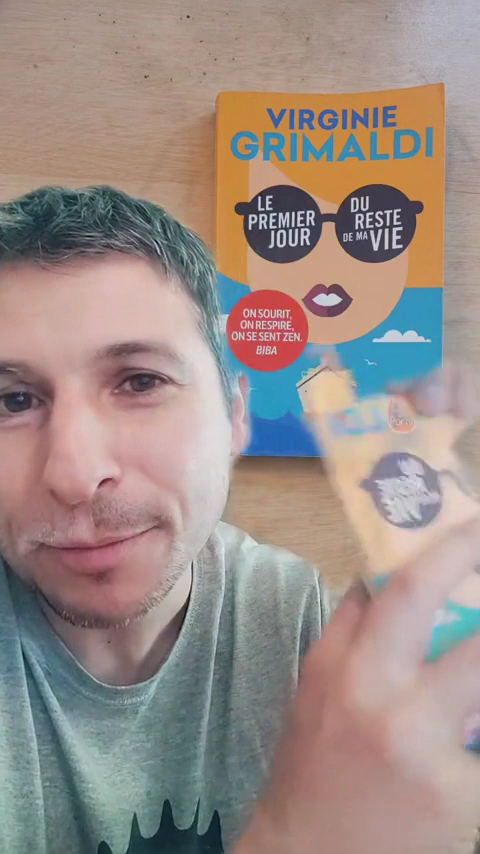 VIRGINIE
GRIMALDI
LE
PREMIER
JOUR
DU
RESTE
DE MA VIE
ON SOURIT,
ON RESPIRE,
ON SE SENT ZEN.
BIBA